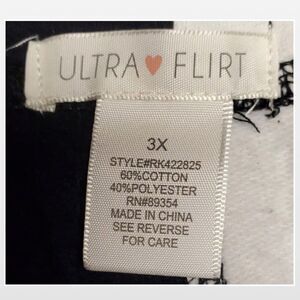 ULTRA♥FLIRT
3X
STYLE#RK422825
60%COTTON
40%POLYESTER
RN#89354
MADE IN CHINA
SEE REVERSE
FOR CARE